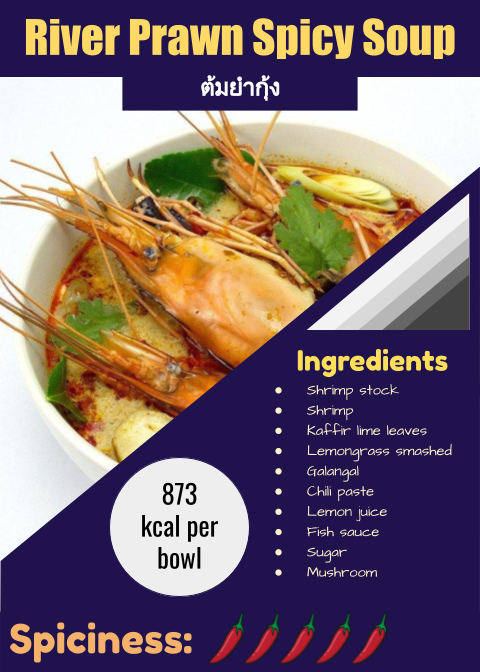 River Prawn Spicy Soup
ต้มยำกุ้ง
Ingredients
Shrimp stock
Shrimp
Kaffir lime leaves
Lemongrass smashed
Galangal
Chili paste
Lemon juice
Fish sauce
Sugar
Mushroom
873
kcal per
bowl
Spiciness: